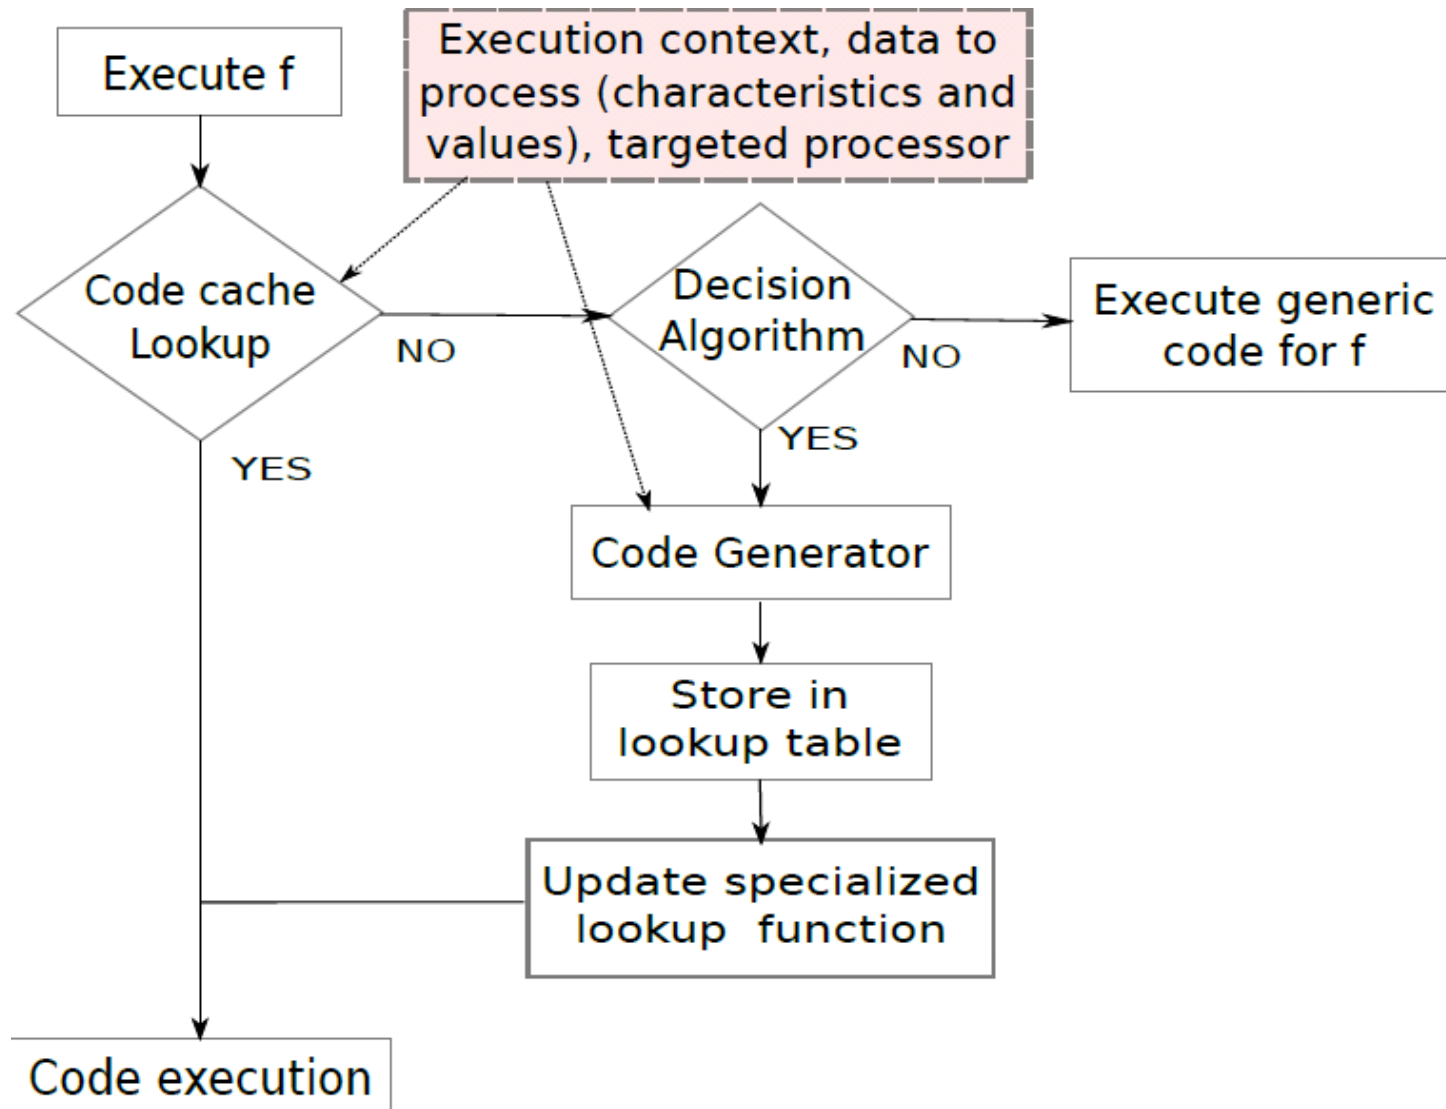 Execute f
Execution context, data to
process (characteristics and
values), targeted processor
Code cache
Lookup
NO
YES
Decision
Algorithm
NO
YES
Execute generic
code for f
Code Generator
Store in
lookup table
Update specialized
lookup function
Code execution